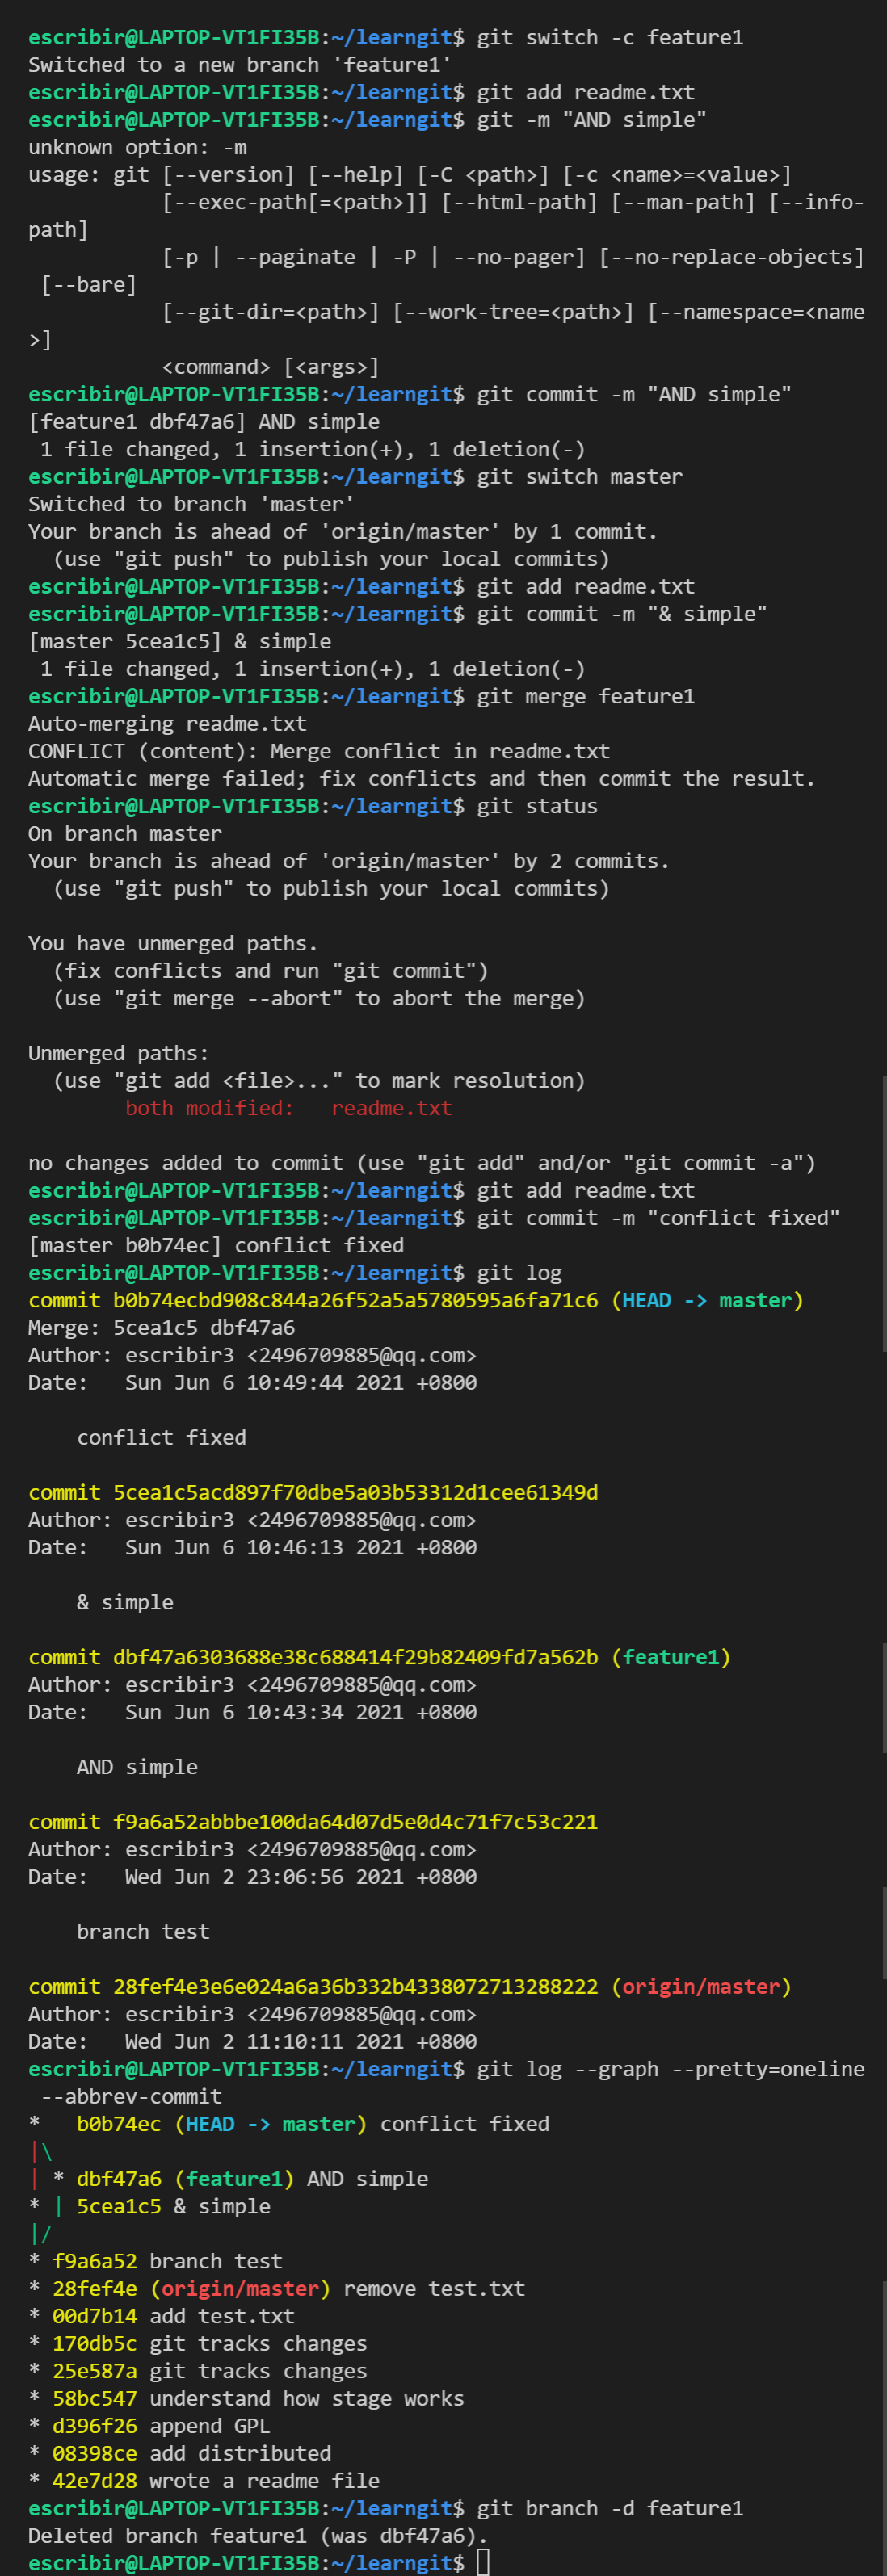 escribir@LAPTOP-VT1FI35B:~/learngit$ git switch -c feature1
Switched to a new branch 'feature1'
escribir@LAPTOP-VT1FI35B:~/learngit$ git add readme.txt
escribir@LAPTOP-VT1FI35B:~/learngit$ git -m "AND simple"
unknown option: -m
usage: git [--version] [--help] [-C <path>] [-c <name>=<value>]
           [--exec-path[=<path>]] [--html-path] [--man-path] [--info-
path]
           [-p | --paginate | -P | --no-pager] [--no-replace-objects]
 [--bare]
           [--git-dir=<path>] [--work-tree=<path>] [--namespace=<name
>]
           <command> [<args>]
escribir@LAPTOP-VT1FI35B:~/learngit$ git commit -m "AND simple"
[feature1 dbf47a6] AND simple
 1 file changed, 1 insertion(+), 1 deletion(-)
escribir@LAPTOP-VT1FI35B:~/learngit$ git switch master
Switched to branch 'master'
Your branch is ahead of 'origin/master' by 1 commit.
  (use "git push" to publish your local commits)
escribir@LAPTOP-VT1FI35B:~/learngit$ git add readme.txt
escribir@LAPTOP-VT1FI35B:~/learngit$ git commit -m "& simple"
[master 5cea1c5] & simple
 1 file changed, 1 insertion(+), 1 deletion(-)
escribir@LAPTOP-VT1FI35B:~/learngit$ git merge feature1
Auto-merging readme.txt
CONFLICT (content): Merge conflict in readme.txt
Automatic merge failed; fix conflicts and then commit the result.
escribir@LAPTOP-VT1FI35B:~/learngit$ git status
On branch master
Your branch is ahead of 'origin/master' by 2 commits.
  (use "git push" to publish your local commits)

You have unmerged paths.
  (fix conflicts and run "git commit")
  (use "git merge --abort" to abort the merge)

Unmerged paths:
  (use "git add <file>..." to mark resolution)
        both modified:   readme.txt

no changes added to commit (use "git add" and/or "git commit -a")
escribir@LAPTOP-VT1FI35B:~/learngit$ git add readme.txt
escribir@LAPTOP-VT1FI35B:~/learngit$ git commit -m "conflict fixed"
[master b0b74ec] conflict fixed
escribir@LAPTOP-VT1FI35B:~/learngit$ git log
commit b0b74ecbd908c844a26f52a5a5780595a6fa71c6 (HEAD -> master)
Merge: 5cea1c5 dbf47a6
Author: escribir3 <2496709885@qq.com>
Date:   Sun Jun 6 10:49:44 2021 +0800

    conflict fixed

commit 5cea1c5acd897f70dbe5a03b53312d1cee61349d
Author: escribir3 <2496709885@qq.com>
Date:   Sun Jun 6 10:46:13 2021 +0800

    & simple

commit dbf47a6303688e38c688414f29b82409fd7a562b (feature1)
Author: escribir3 <2496709885@qq.com>
Date:   Sun Jun 6 10:43:34 2021 +0800

    AND simple

commit f9a6a52abbbe100da64d07d5e0d4c71f7c53c221
Author: escribir3 <2496709885@qq.com>
Date:   Wed Jun 2 23:06:56 2021 +0800

    branch test

commit 28fef4e3e6e024a6a36b332b4338072713288222 (origin/master)
Author: escribir3 <2496709885@qq.com>
Date:   Wed Jun 2 11:10:11 2021 +0800
escribir@LAPTOP-VT1FI35B:~/learngit$ git log --graph --pretty=oneline
 --abbrev-commit
*   b0b74ec (HEAD -> master) conflict fixed
|\
| * dbf47a6 (feature1) AND simple
* | 5cea1c5 & simple
|/
* f9a6a52 branch test
* 28fef4e (origin/master) remove test.txt
* 00d7b14 add test.txt
* 170db5c git tracks changes
* 25e587a git tracks changes
* 58bc547 understand how stage works
* d396f26 append GPL
* 08398ce add distributed
* 42e7d28 wrote a readme file
escribir@LAPTOP-VT1FI35B:~/learngit$ git branch -d feature1
Deleted branch feature1 (was dbf47a6).
escribir@LAPTOP-VT1FI35B:~/learngit$